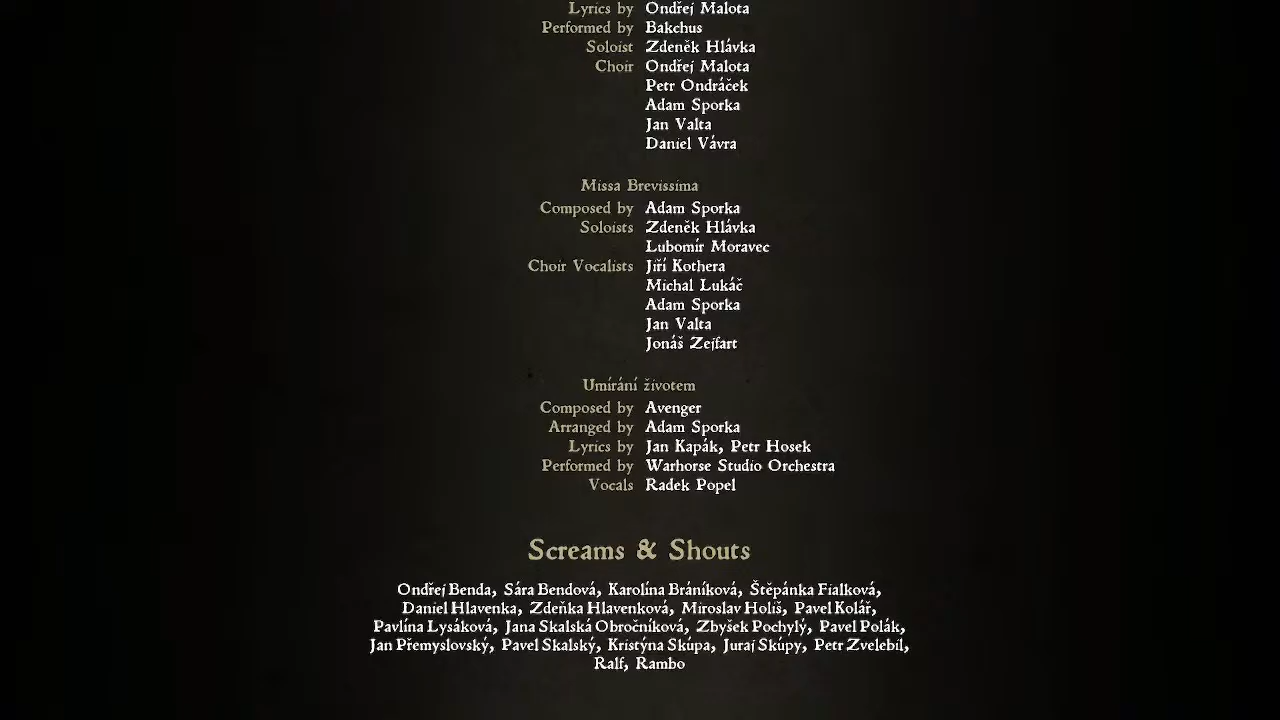 Lyrics by Ondřej Malota
Performed by Bakchus
Soloist Zdeněk Hlávka
Choir Ondřej Malota
Petr Ondráček
Adam Sporka
Jan Valta
Daniel Vávra
Missa Brevissima
Composed by Adam Sporka
Soloists Zdeněk Hlávka
Lubomír Moravec
Choir Vocalists Jiří Kothera
Michal Lukáč
Adam Sporka
Jan Valta
Jonáš Zejfart
Umírání životem
Composed by Avenger
Arranged by Adam Sporka
Lyrics by Jan Kapák, Petr Hosek
Performed by Warhorse Studio Orchestra
Vocals Radek Popel
Screams & Shouts
Ondřej Benda, Sára Bendová, Karolína Bráníková, Štěpánka Fialková,
Daniel Hlavenka, Zdeňka Hlavenková, Miroslav Holiš, Pavel Kolář,
Pavlína Lysáková, Jana Skalská Obročníková, Zbyšek Pochylý, Pavel Polák,
Jan Přemyslovský, Pavel Skalský, Kristýna Skúpa, Juraj Skúpy, Petr Zvelebil,
Ralf, Rambo